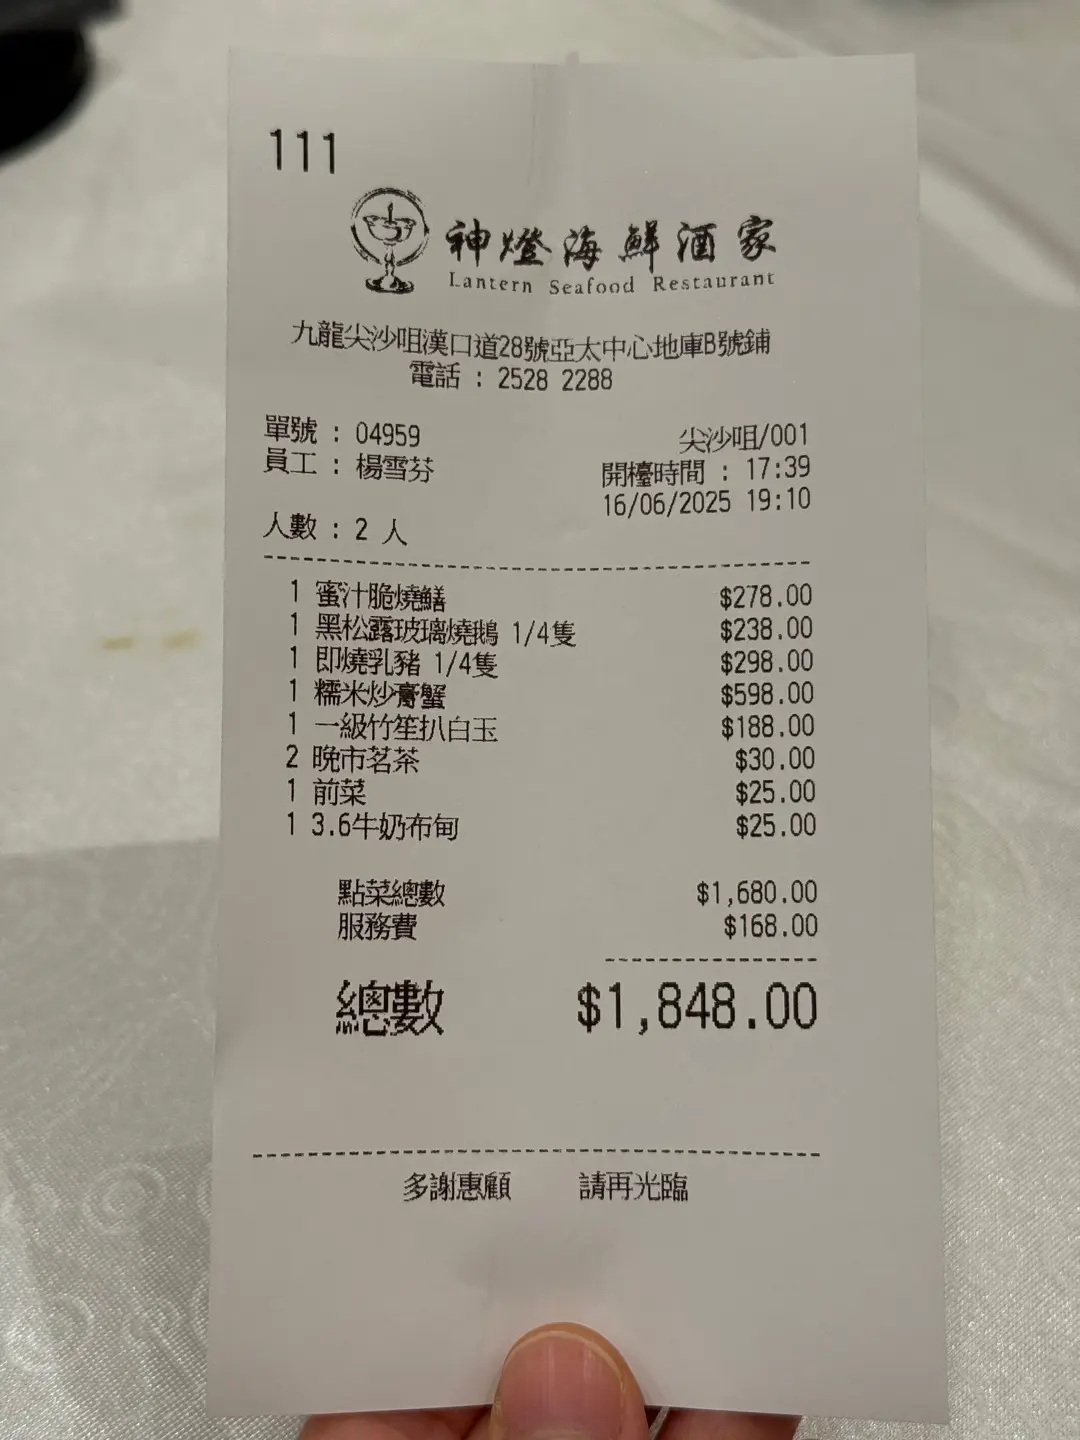 111
神燈海鮮酒家
Lantern Seafood Restaurant
九龍尖沙咀漢口道28號亞太中心地庫B號鋪
電話 : 2528 2288
單號 : 04959 尖沙咀/001
員工 : 楊雪芬 開檯時間 : 17:39
16/06/2025 19:10
人數 : 2 人
1 蜜汁脆燒鱔 $278.00
1 黑松露玻璃燒鵝 1/4隻 $238.00
1 即燒乳豬 1/4隻 $298.00
1 糯米炒膏蟹 $598.00
1 一級竹笙扒白玉 $188.00
2 晚市茗茶 $30.00
1 前菜 $25.00
1 3.6牛奶布甸 $25.00
點菜總數 $1,680.00
服務費 $168.00
總數 $1,848.00
多謝惠顧 請再光臨